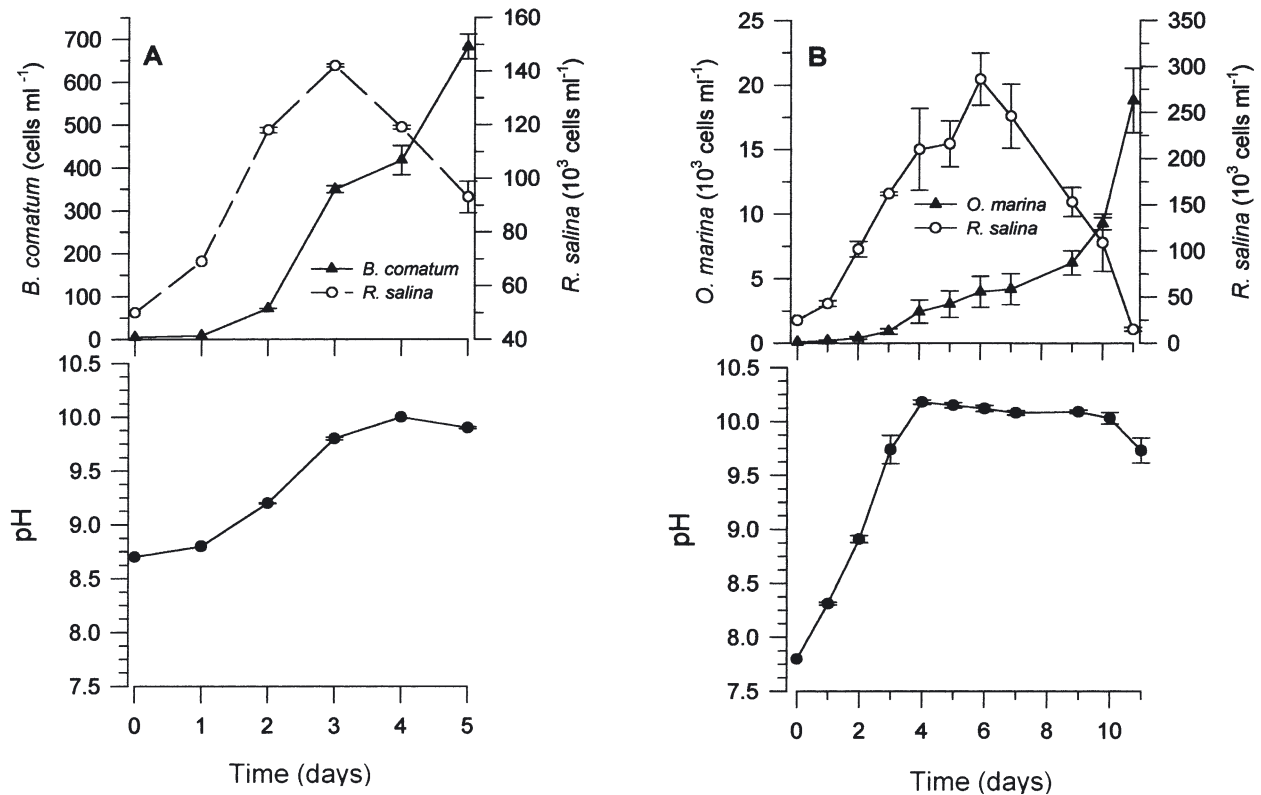 A
B. comatum (cells ml -1)
700
600
500
400
300
200
100
0
160
140
120
100
80
60
40
R. salina (10³ cells ml⁻¹)
B. comatum
R. salina
pH
10.5
10.0
9.5
9.0
8.5
8.0
7.5
0 1 2 3 4 5
Time (days)
B
O. marina (10³ cells ml⁻¹)
25
20
15
10
5
0
350
300
250
200
150
100
50
0
R. salina (10³ cells ml⁻¹)
O. marina
R. salina
pH
10.5
10.0
9.5
9.0
8.5
8.0
7.5
0 2 4 6 8 10
Time (days)